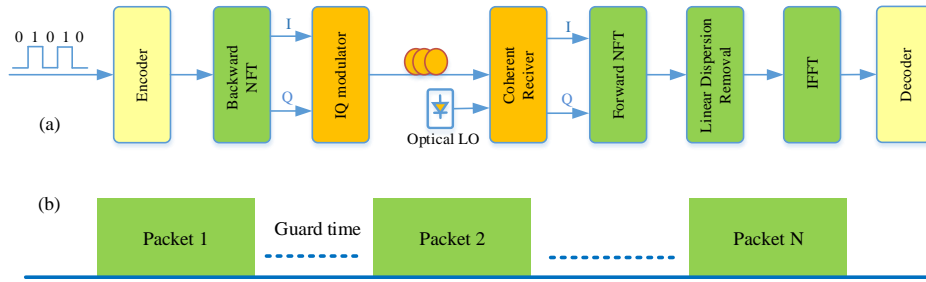 0 1 0 1 0
Encoder
Backward
NFT
I
Q
IQ modulator
Optical LO
Coherent
Reciver
I
Q
Forward NFT
Linear Dispersion
Removal
IFFT
Decoder
(a)
(b)
Packet 1
Guard time
Packet 2
Packet N